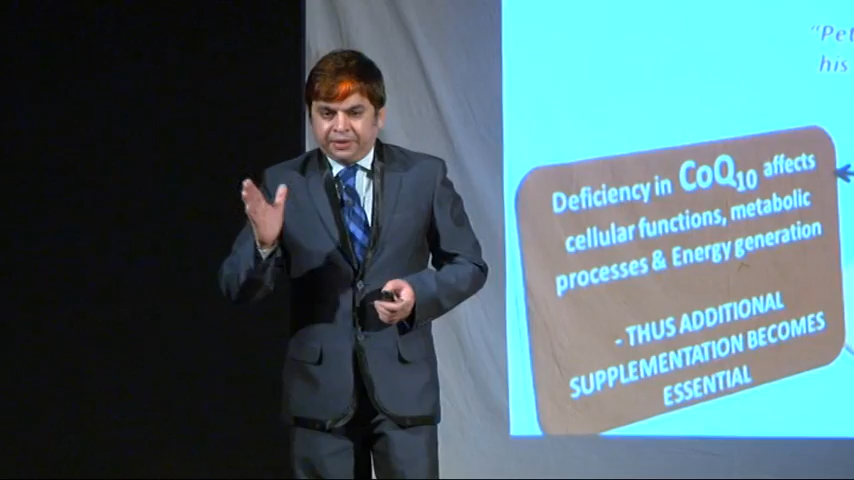 "Pet
his
Deficiency in CoQ10 affects
cellular functions, metabolic
processes & Energy generation
- THUS ADDITIONAL
SUPPLEMENTATION BECOMES
ESSENTIAL